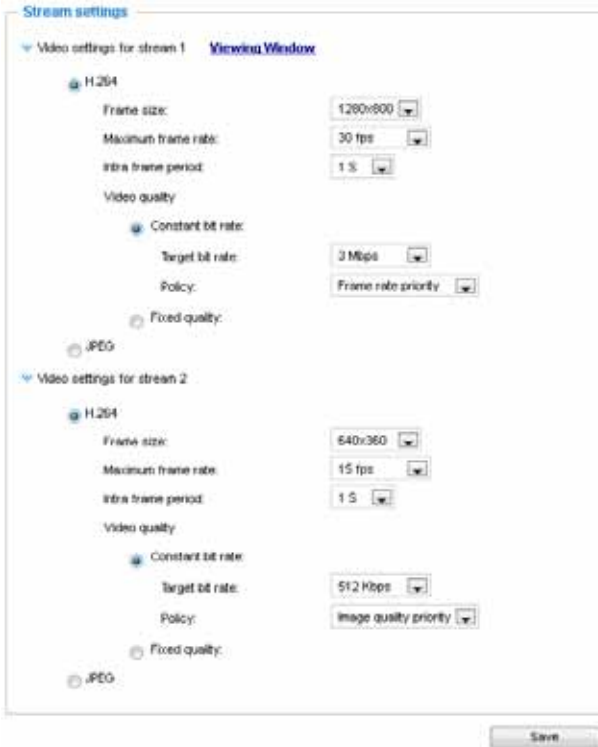 Stream settings
Video settings for stream 1 Viewing Window
H.264
Frame size: 1280x800
Maximum frame rate: 30 fps
Intra frame period: 1 S
Video quality
Constant bit rate:
Target bit rate: 3 Mbps
Policy: Frame rate priority
Fixed quality:
JPEG
Video settings for stream 2
H.264
Frame size: 640x360
Maximum frame rate: 15 fps
Intra frame period: 1 S
Video quality
Constant bit rate:
Target bit rate: 512 Kbps
Policy: Image quality priority
Fixed quality:
JPEG
Save